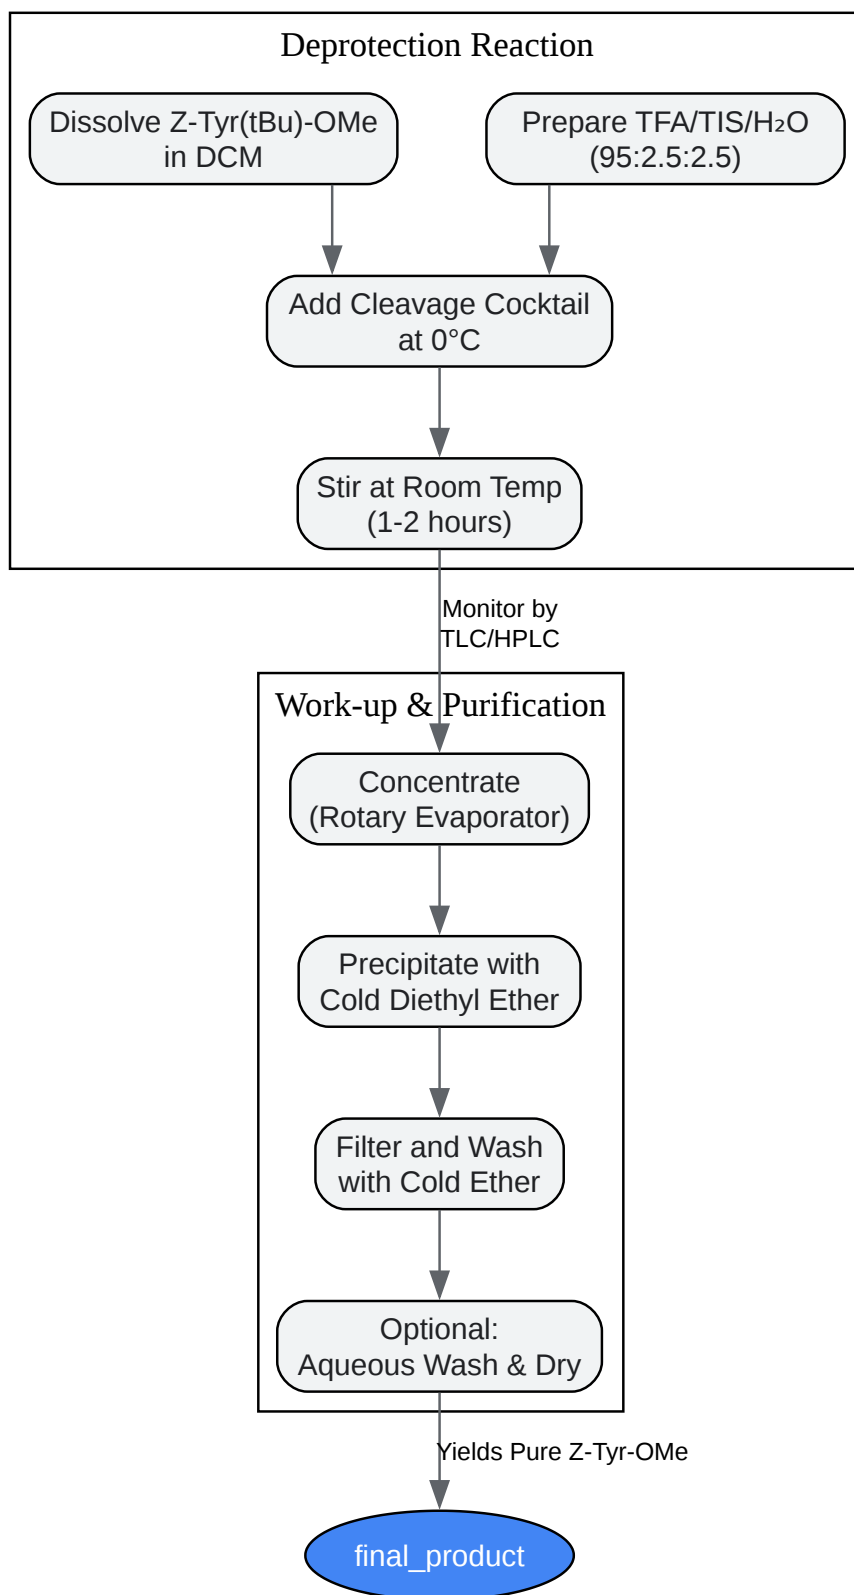 Deprotection Reaction
Dissolve Z-Tyr(tBu)-OMe
in DCM
Prepare TFA/TIS/H₂O
(95:2.5:2.5)
Add Cleavage Cocktail
at 0°C
Stir at Room Temp
(1-2 hours)
Monitor by
TLC/HPLC
Work-up & Purification
Concentrate
(Rotary Evaporator)
Precipitate with
Cold Diethyl Ether
Filter and Wash
with Cold Ether
Optional:
Aqueous Wash & Dry
Yields Pure Z-Tyr-OMe
final_product